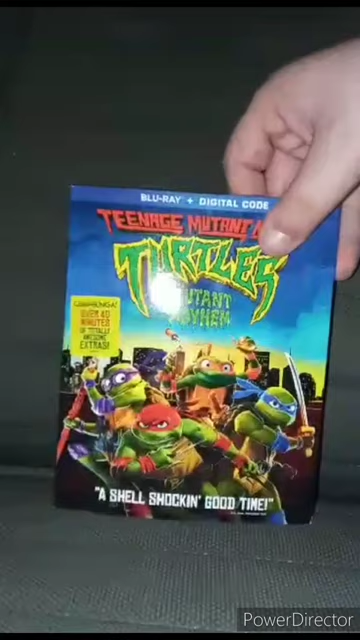 BLU-RAY + DIGITAL CODE
TEENAGE MUTANT
TURTLES
MUTANT
MAYHEM
COWABUNGA!
OVER 40
MINUTES
OF TOTALLY
AWESOME
EXTRAS!
"A SHELL SHOCKIN' GOOD TIME!"
PowerDirector